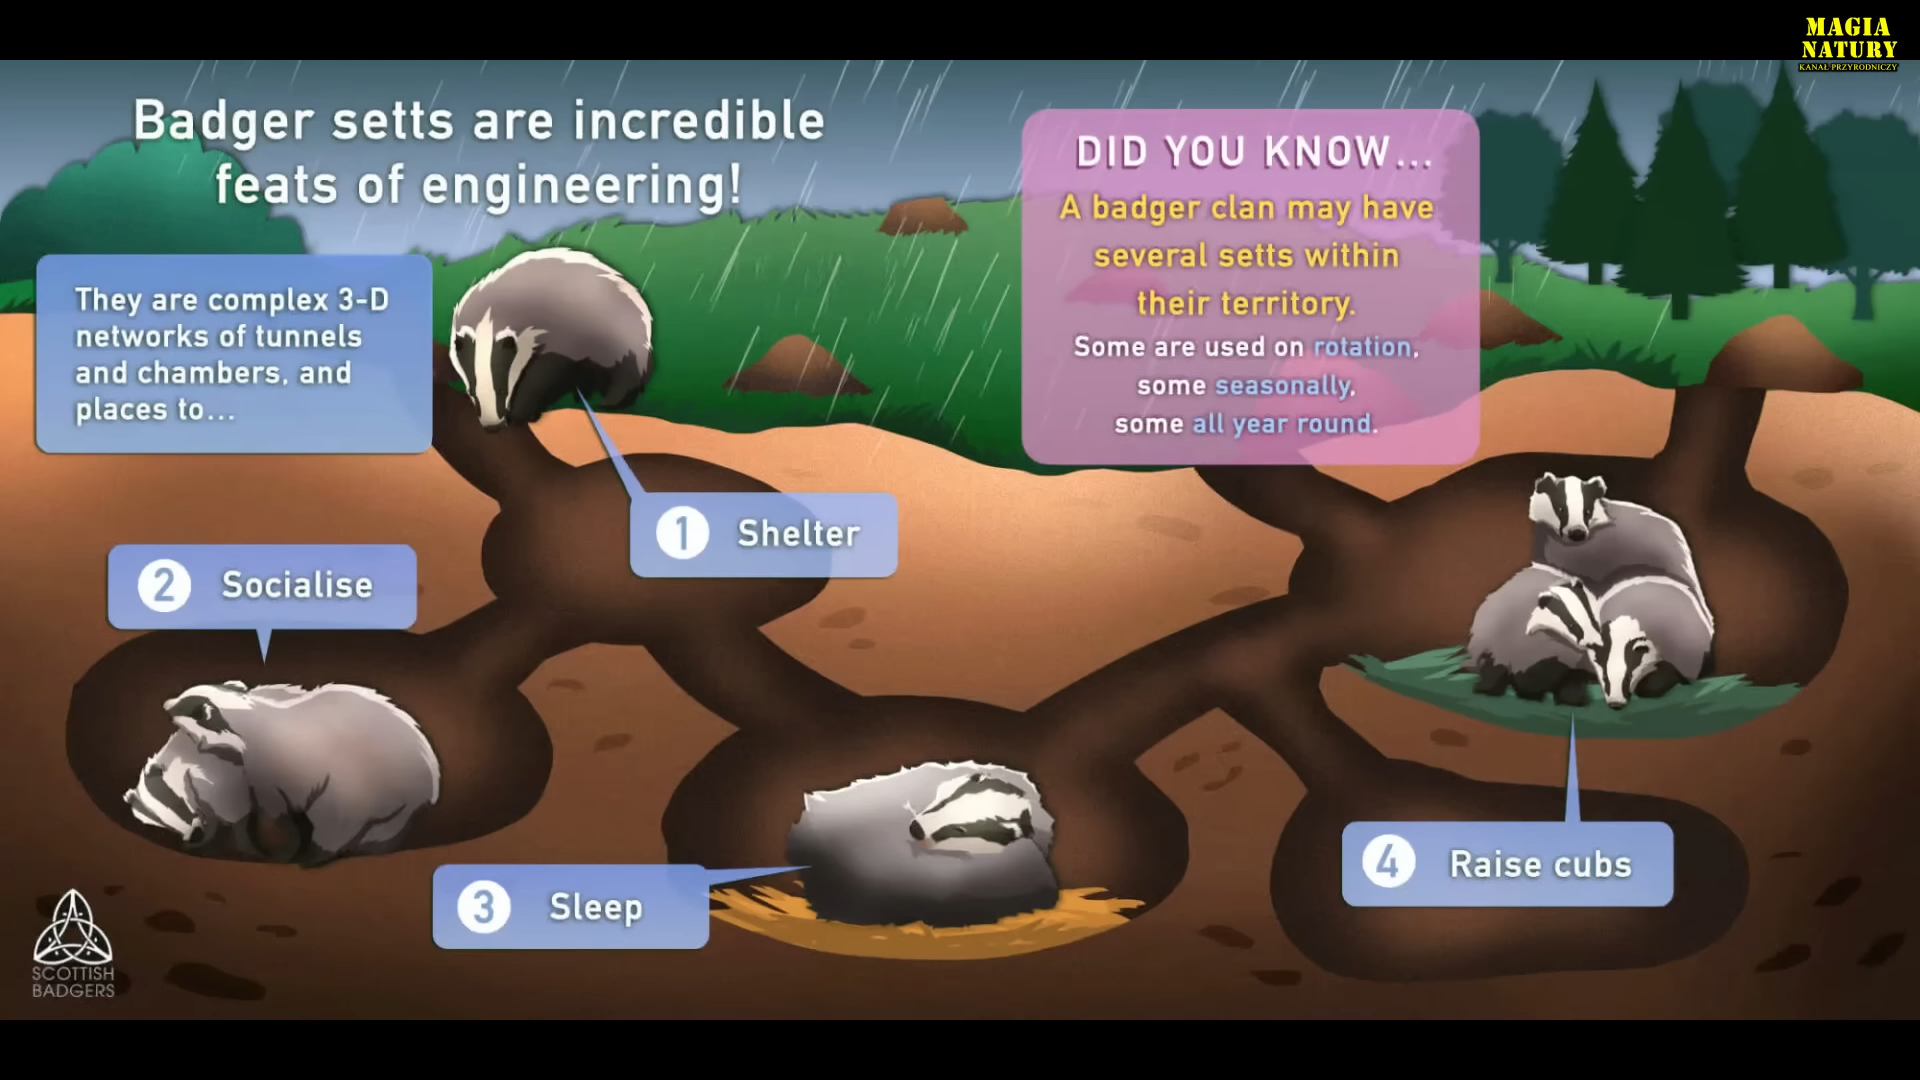 MAGIA
NATURY
KANAŁ PRZYRODNICZY
Badger setts are incredible
feats of engineering!
DID YOU KNOW...
A badger clan may have
several setts within
their territory.
Some are used on rotation,
some seasonally,
some all year round.
They are complex 3-D
networks of tunnels
and chambers, and
places to...
1 Shelter
2 Socialise
3 Sleep
4 Raise cubs
SCOTTISH
BADGERS